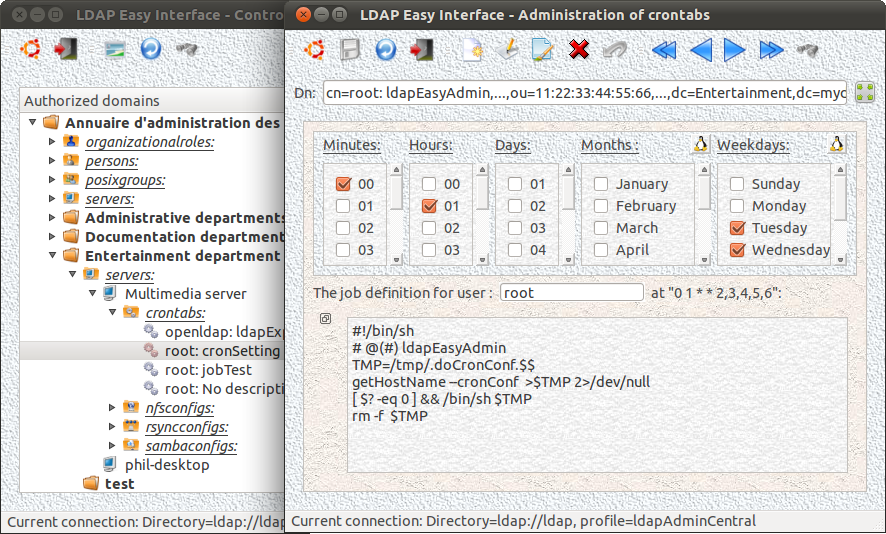 LDAP Easy Interface - Contro
Authorized domains
Annuaire d'administration des
organizationalroles:
persons:
posixgroups:
servers:
Administrative departments
Documentation department
Entertainment department
servers:
Multimedia server
crontabs:
openldap: ldapExp
root: cronSetting
root: jobTest
root: No descripti
nfsconfigs:
rsyncconfigs:
sambaconfigs:
phil-desktop
test
Current connection: Directory=ldap://ldap
LDAP Easy Interface - Administration of crontabs
Dn: cn=root: ldapEasyAdmin,...,ou=11:22:33:44:55:66,...,dc=Entertainment,dc=myc
Minutes: Hours: Days: Months : Weekdays:
00 00 01 January Sunday
01 01 02 February Monday
02 02 03 March Tuesday
03 03 04 April Wednesday
The job definition for user : root at "0 1 * * 2,3,4,5,6":
#!/bin/sh
# @(#) ldapEasyAdmin
TMP=/tmp/.doCronConf.$$
getHostName --cronConf >$TMP 2>/dev/null
[ $? -eq 0 ] && /bin/sh $TMP
rm -f $TMP
Current connection: Directory=ldap://ldap, profile=ldapAdminCentral